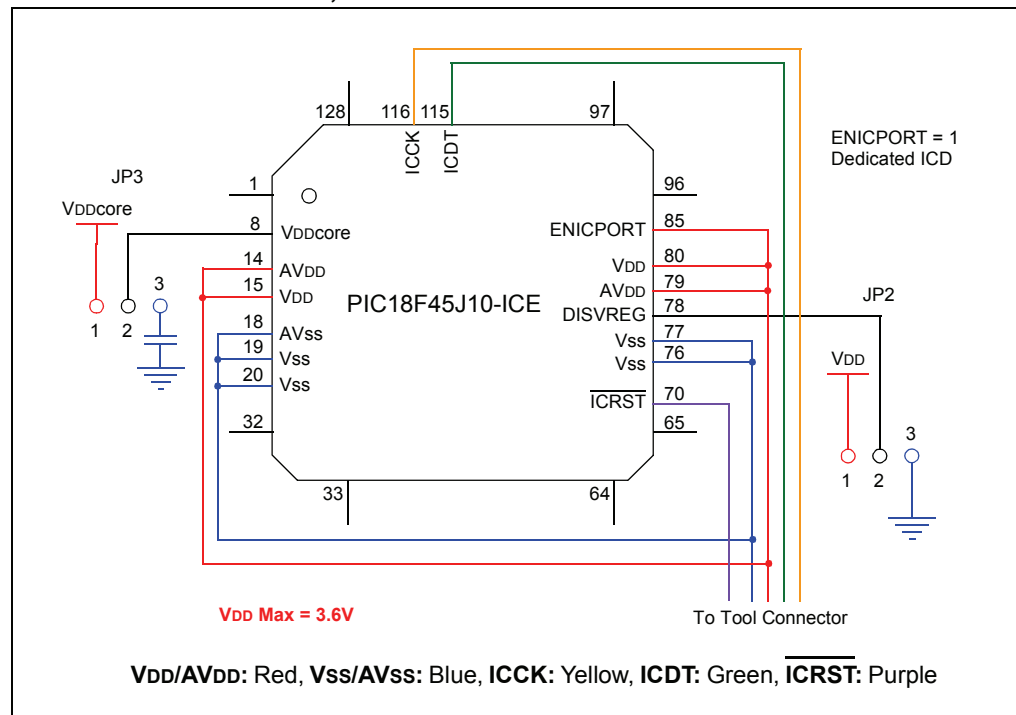 128
116
115
97
ICCK
ICDT
ENICPORT = 1
Dedicated ICD
JP3
VDDcore
1
2
3
1
8
14
15
18
19
20
32
VDDcore
AVDD
VDD
AVss
Vss
Vss
PIC18F45J10-ICE
ENICPORT
VDD
AVDD
DISVREG
Vss
Vss
ICRST
96
85
80
79
78
77
76
70
65
JP2
VDD
1
2
3
33
64
VDD Max = 3.6V
To Tool Connector
VDD/AVDD: Red, Vss/AVss: Blue, ICCK: Yellow, ICDT: Green, ICRST: Purple